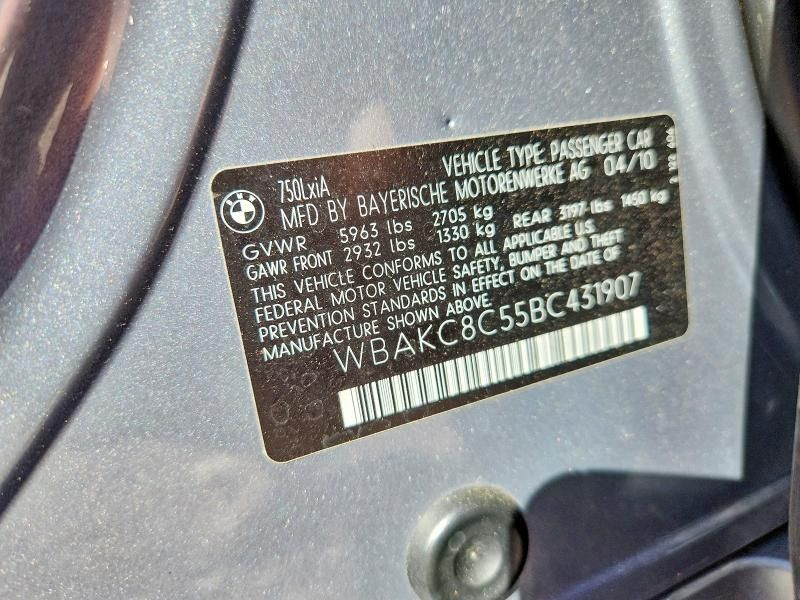 750LxiA
VEHICLE TYPE PASSENGER CAR
MFD BY BAYERISCHE MOTORENWERKE AG 04/10
GVWR 5963 lbs 2705 kg
GAWR FRONT 2932 lbs 1330 kg REAR 3197 lbs 1450 kg
THIS VEHICLE CONFORMS TO ALL APPLICABLE U.S.
FEDERAL MOTOR VEHICLE SAFETY, BUMPER AND THEFT
PREVENTION STANDARDS IN EFFECT ON THE DATE OF
MANUFACTURE SHOWN ABOVE.
WBAKC8C55BC431907